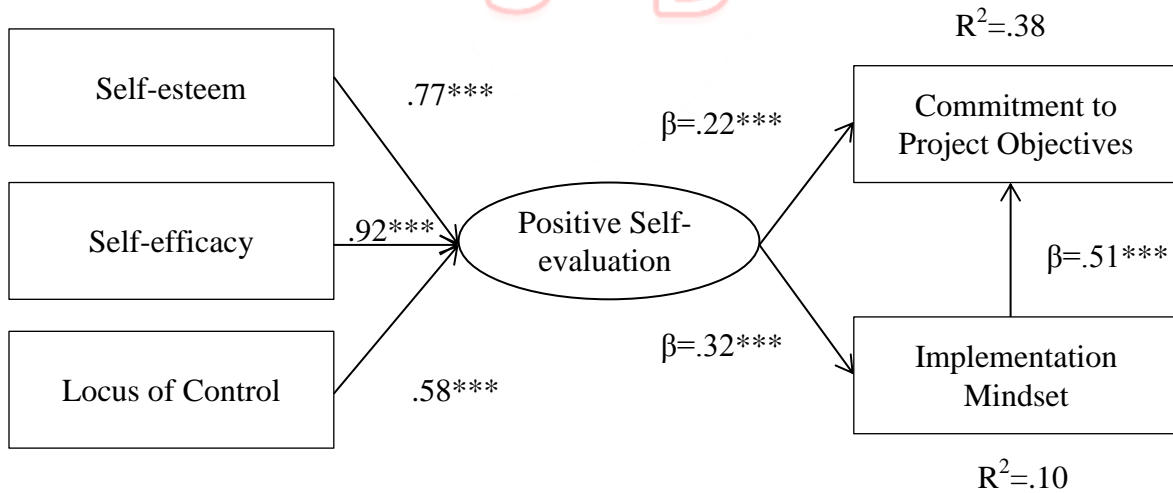 R²=.38
Self-esteem
.77***
β=.22***
Commitment to
Project Objectives
Self-efficacy
.92***
Positive Self-
evaluation
β=.51***
Locus of Control
.58***
β=.32***
Implementation
Mindset
R²=.10